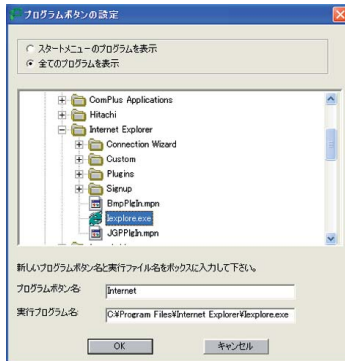 プログラムボタンの設定
スタートメニューのプログラムを表示
全てのプログラムを表示
ComPlus Applications
Hitachi
Internet Explorer
Connection Wizard
Custom
Plugins
Signup
BmpPlgIn.mpn
Iexplore.exe
JGPPlgIn.mpn
新しいプログラムボタン名と実行ファイル名をボックスに入力して下さい。
プログラムボタン名:
Internet
実行プログラム名:
C:¥Program Files¥Internet Explorer¥Iexplore.exe
OK
キャンセル